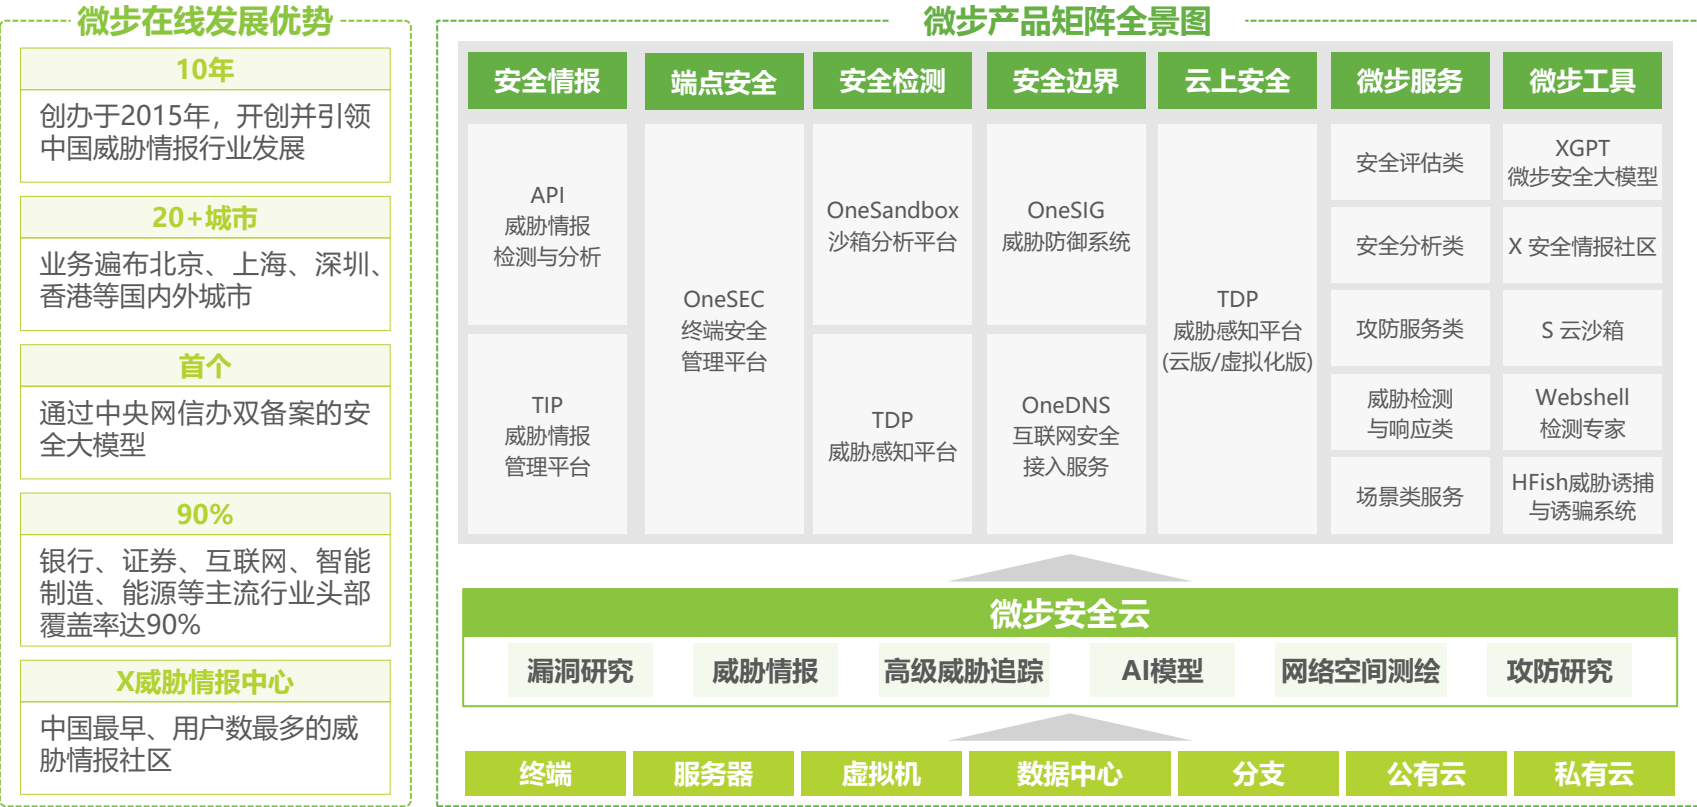 微步在线发展优势
10年
创办于2015年，开创并引领
中国威胁情报行业发展
20+城市
业务遍布北京、上海、深圳、
香港等国内外城市
首个
通过中央网信办双备案的安
全大模型
90%
银行、证券、互联网、智能
制造、能源等主流行业头部
覆盖率达90%
X威胁情报中心
中国最早、用户数最多的威
胁情报社区
微步产品矩阵全景图
安全情报
API
威胁情报
检测与分析
TIP
威胁情报
管理平台
端点安全
OneSEC
终端安全
管理平台
安全检测
OneSandbox
沙箱分析平台
TDP
威胁感知平台
安全边界
OneSIG
威胁防御系统
OneDNS
互联网安全
接入服务
云上安全
TDP
威胁感知平台
(云版/虚拟化版)
微步服务
安全评估类
安全分析类
攻防服务类
威胁检测
与响应类
场景类服务
微步工具
XGPT
微步安全大模型
X 安全情报社区
S 云沙箱
Webshell
检测专家
HFish威胁诱捕
与诱骗系统
微步安全云
漏洞研究
威胁情报
高级威胁追踪
AI模型
网络空间测绘
攻防研究
终端
服务器
虚拟机
数据中心
分支
公有云
私有云